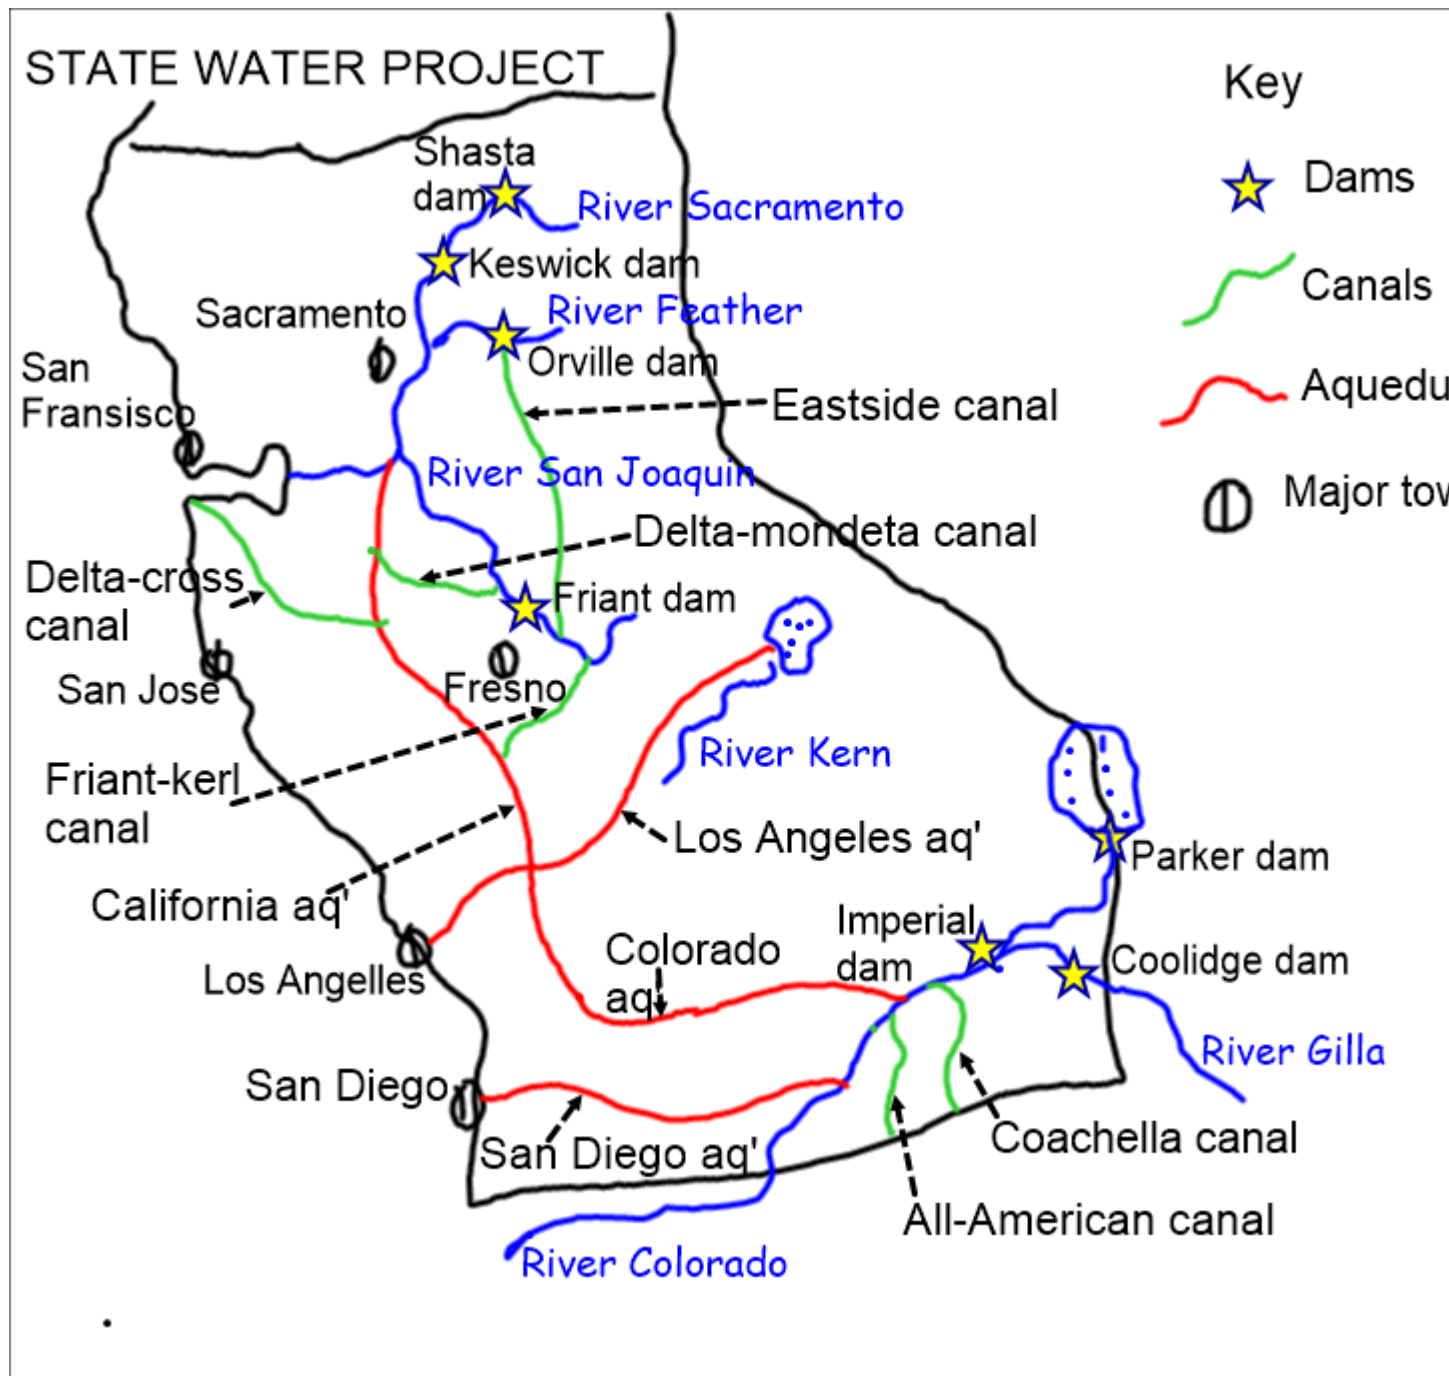 STATE WATER PROJECT
Key
Shasta
dam
Dams
River Sacramento
Keswick dam
Canals
Sacramento
River Feather
Orville dam
San
Fransisco
Aquedu
Eastside canal
River San Joaquin
Major tow
Delta-mondeta canal
Delta-cross
canal
Friant dam
San Jose
Fresno
River Kern
Friant-kerl
canal
Los Angeles aq'
Parker dam
California aq'
Imperial
dam
Colorado
aq'
Coolidge dam
Los Angelles
River Gilla
San Diego
San Diego aq'
Coachella canal
All-American canal
River Colorado